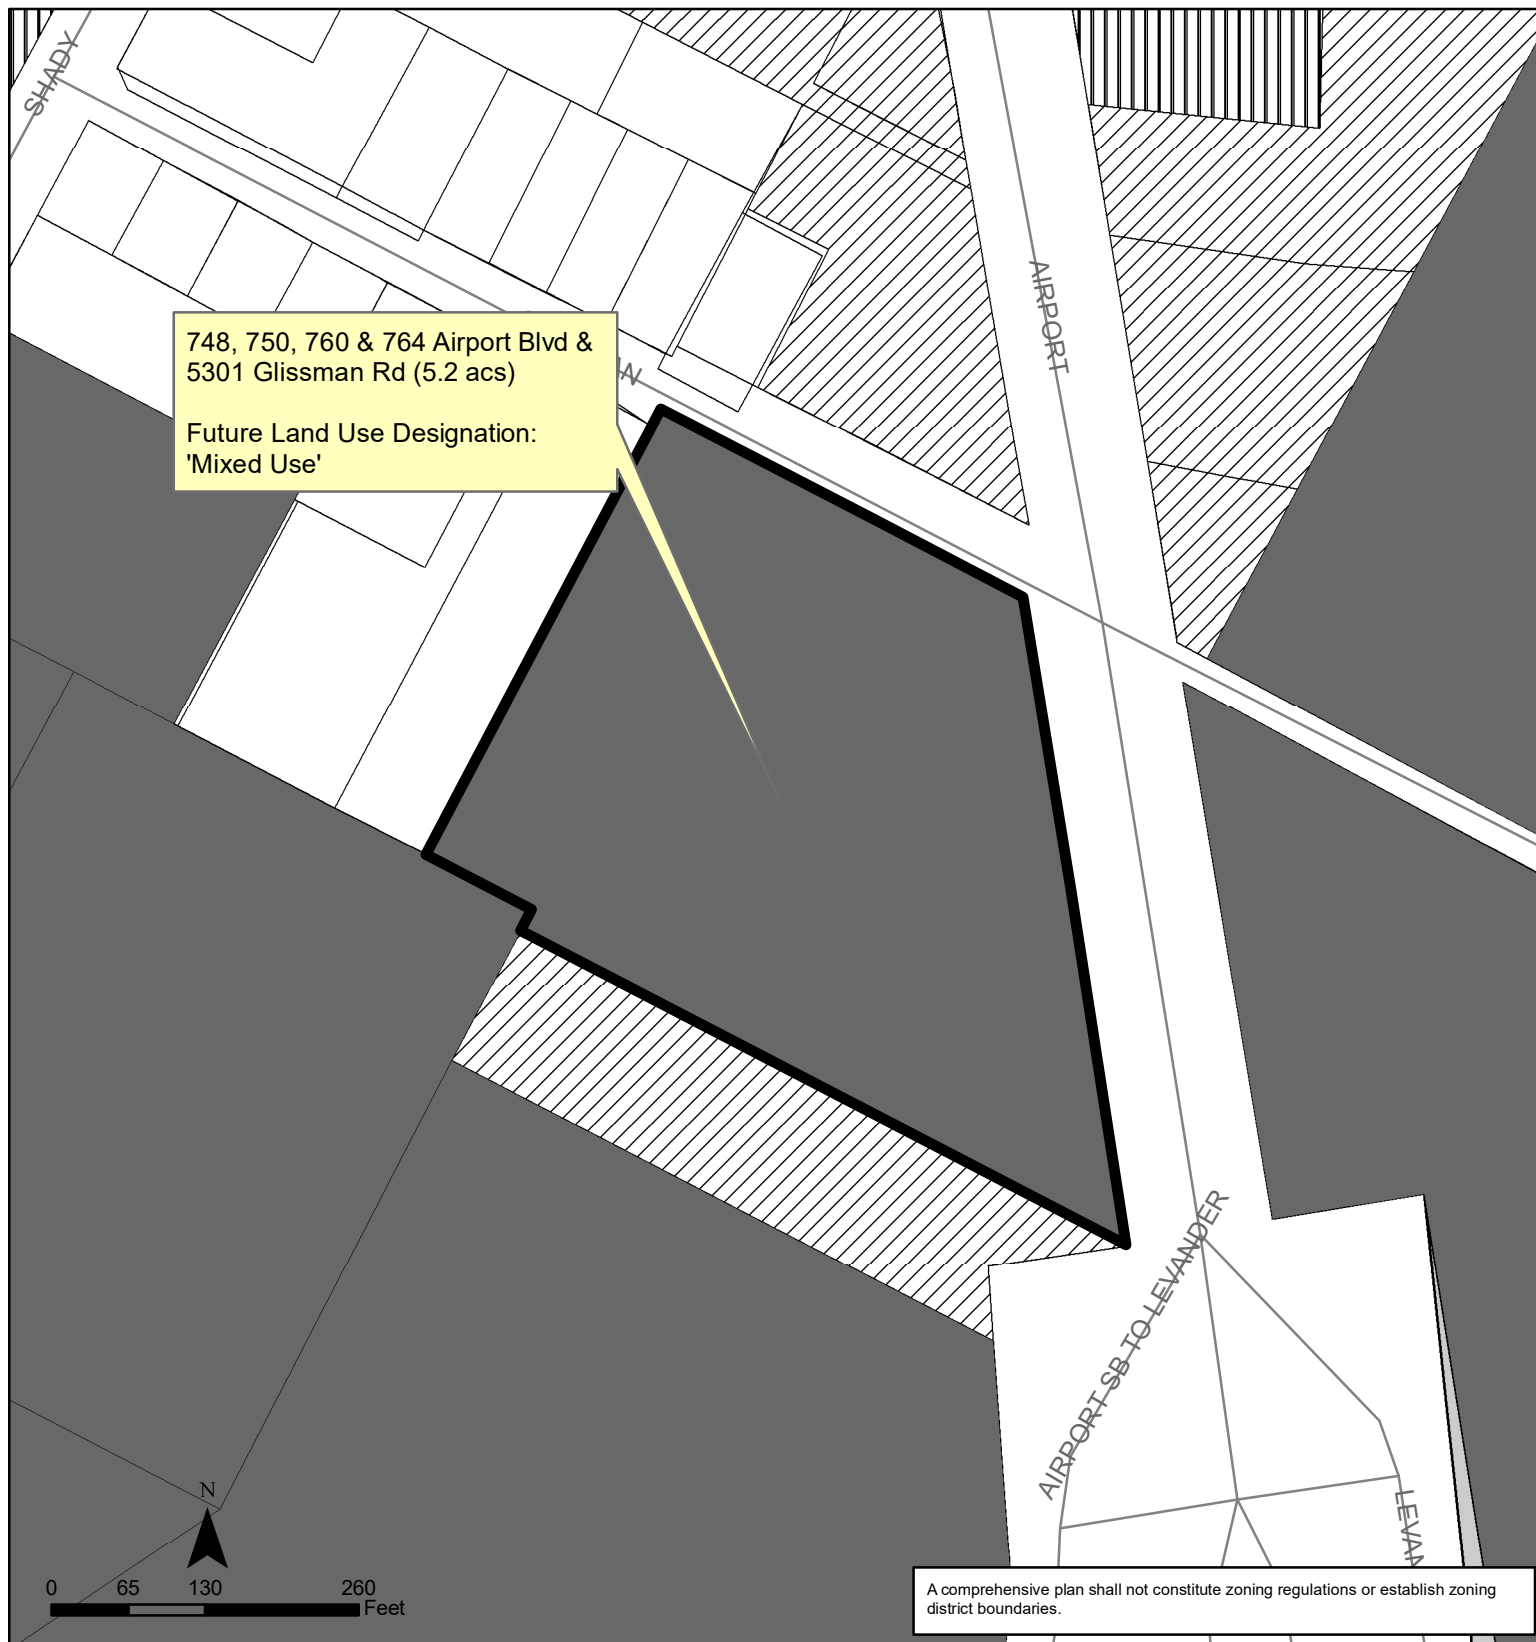 SHADY
AIRPORT
748, 750, 760 & 764 Airport Blvd &
5301 Glissman Rd (5.2 acs)
Future Land Use Designation:
'Mixed Use'
AIRPORT SB TO LEVANDER
LEVAN
N
0 65 130 260
Feet
A comprehensive plan shall not constitute zoning regulations or establish zoning
district boundaries.